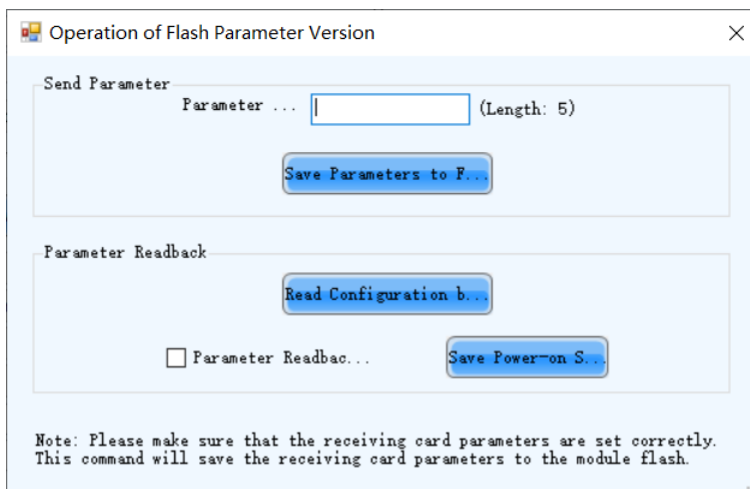 Operation of Flash Parameter Version
Send Parameter
Parameter ... (Length: 5)
Save Parameters to F...
Parameter Readback
Read Configuration b...
Parameter Readbac... Save Power-on S...
Note: Please make sure that the receiving card parameters are set correctly.
This command will save the receiving card parameters to the module flash.